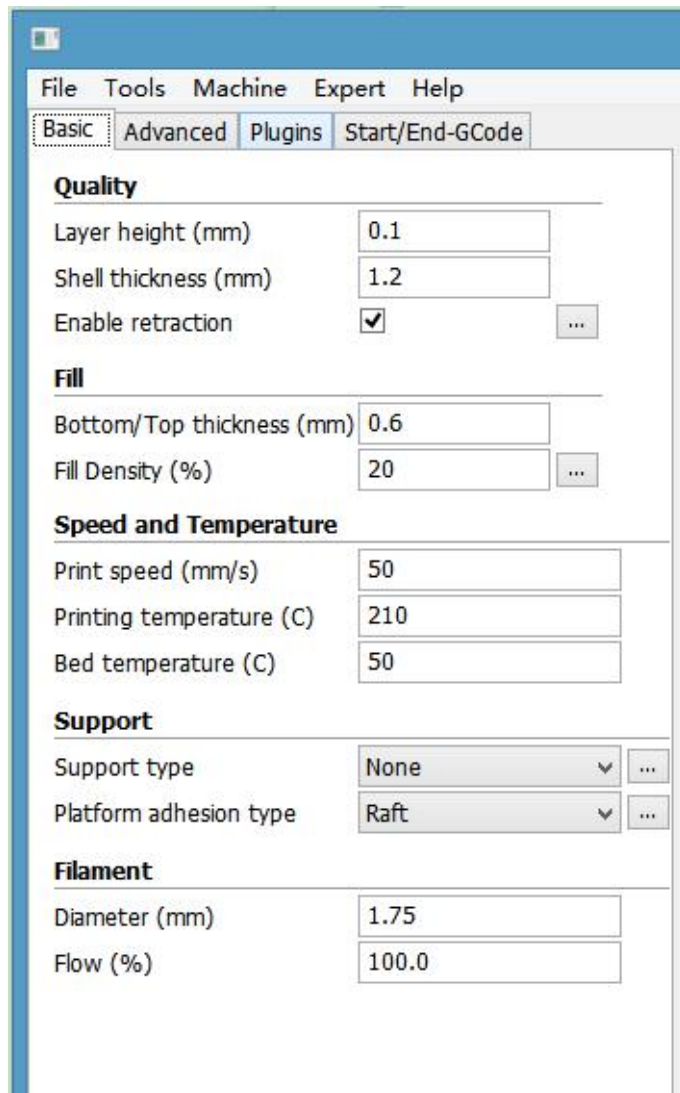 File Tools Machine Expert Help
Basic Advanced Plugins Start/End-GCode
Quality
Layer height (mm) 0.1
Shell thickness (mm) 1.2
Enable retraction ...
Fill
Bottom/Top thickness (mm) 0.6
Fill Density (%) 20 ...
Speed and Temperature
Print speed (mm/s) 50
Printing temperature (C) 210
Bed temperature (C) 50
Support
Support type None ...
Platform adhesion type Raft ...
Filament
Diameter (mm) 1.75
Flow (%) 100.0